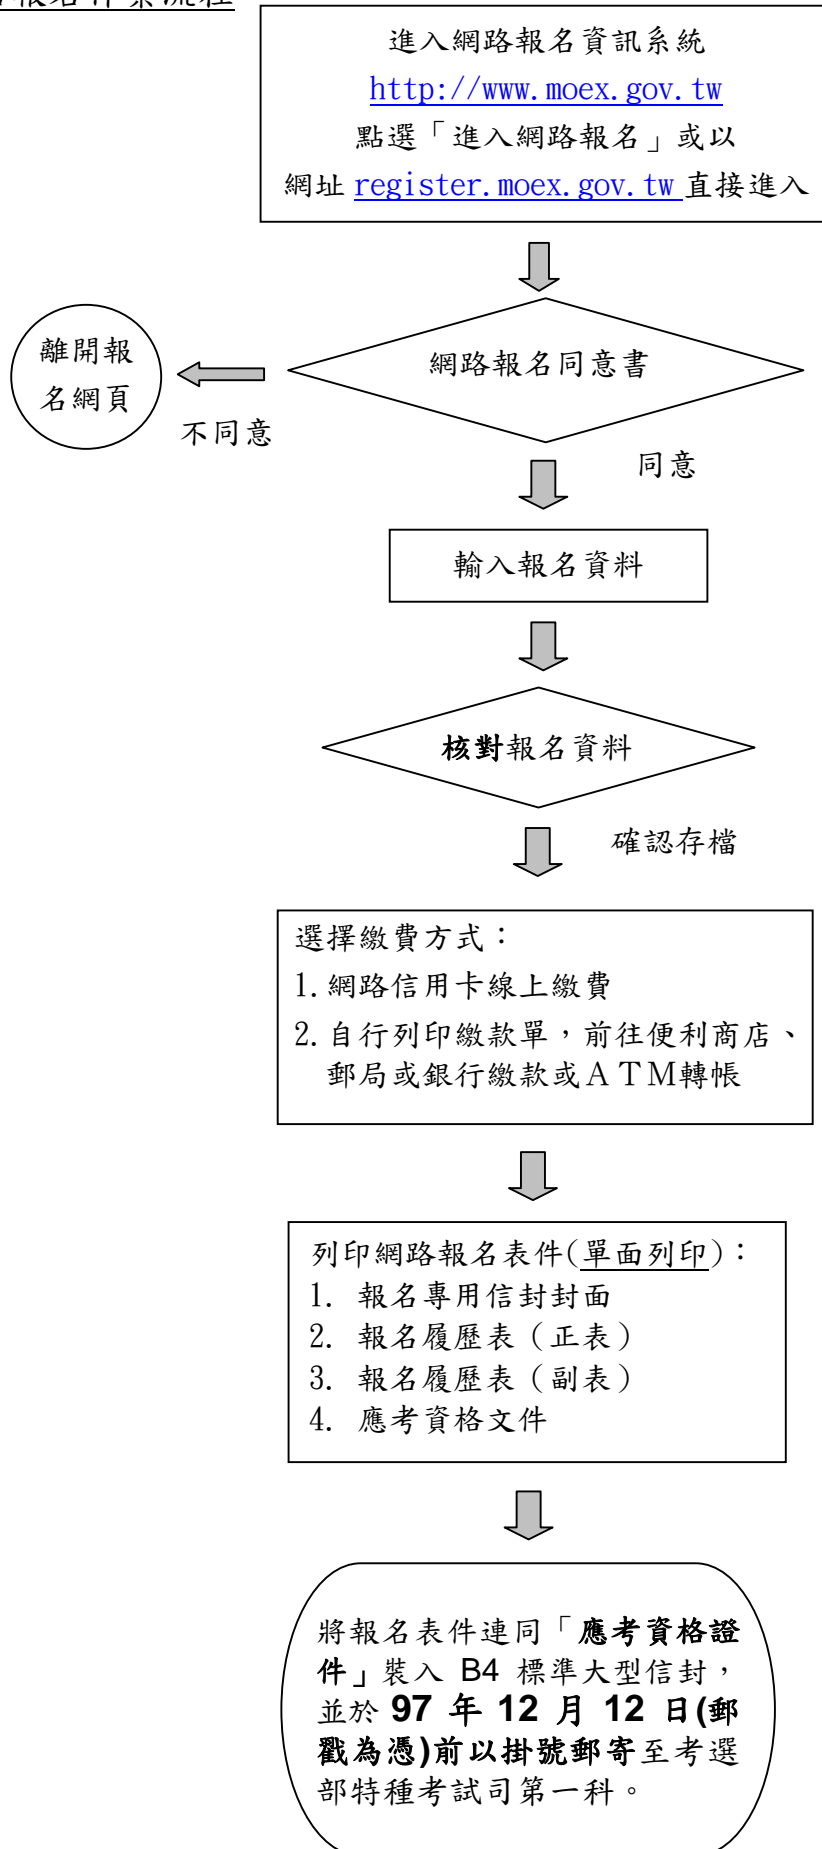 報名作業流程
進入網路報名資訊系統
http://www.moex.gov.tw
點選「進入網路報名」或以
網址 register.moex.gov.tw 直接進入
網路報名同意書
離開報
名網頁
不同意
同意
輸入報名資料
核對報名資料
確認存檔
選擇繳費方式：
1.網路信用卡線上繳費
2.自行列印繳款單，前往便利商店、
郵局或銀行繳款或ＡＴＭ轉帳
列印網路報名表件(單面列印)：
1. 報名專用信封封面
2. 報名履歷表（正表）
3. 報名履歷表（副表）
4. 應考資格文件
將報名表件連同「應考資格證
件」裝入 B4 標準大型信封，
並於 97 年 12 月 12 日(郵
戳為憑)前以掛號郵寄至考選
部特種考試司第一科。